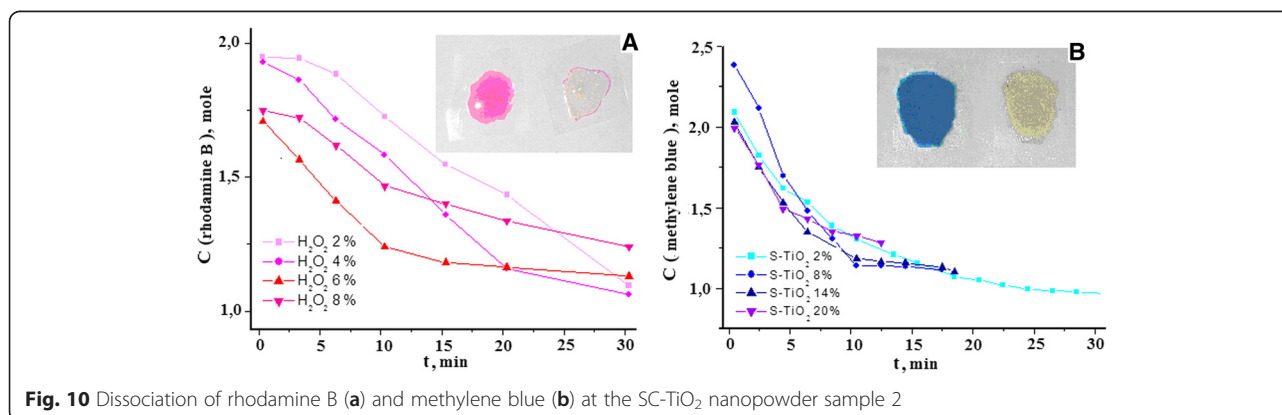 A
2,0
1,5
1,0
C (rhodamine B), mole
H2O2 2%
H2O2 4%
H2O2 6%
H2O2 8%
0 5 10 15 20 25 30
t, min
B
2,5
2,0
1,5
1,0
C (methylene blue), mole
S-TiO2 2%
S-TiO2 8%
S-TiO2 14%
S-TiO2 20%
0 5 10 15 20 25 30
t, min
Fig. 10 Dissociation of rhodamine B (a) and methylene blue (b) at the SC-TiO2 nanopowder sample 2